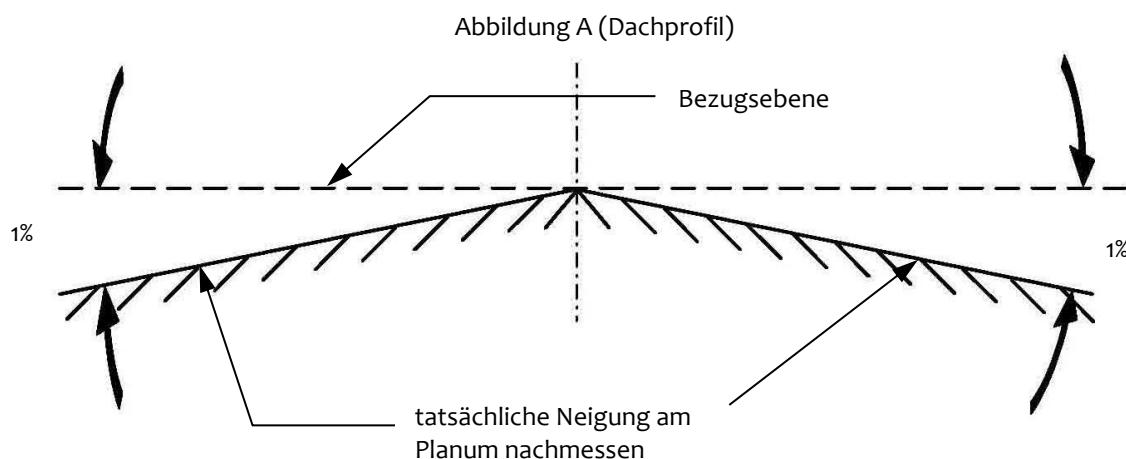 Abbildung A (Dachprofil)
Bezugsebene
1%
1%
tatsächliche Neigung am
Planum nachmessen